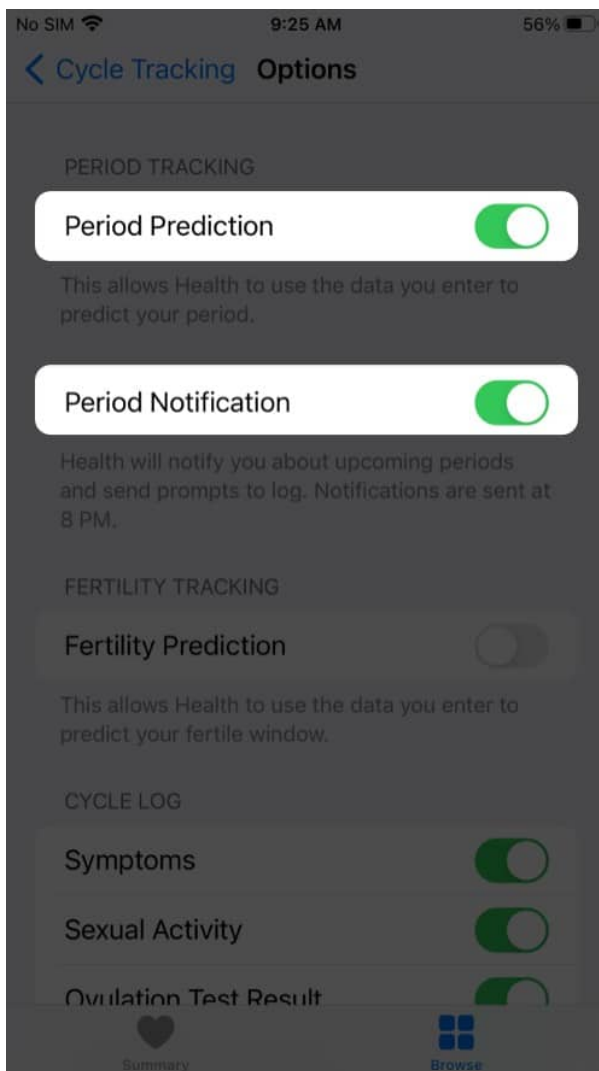 No SIM 9:25 AM 56%
Cycle Tracking Options
PERIOD TRACKING
Period Prediction
This allows Health to use the data you enter to
predict your period.
Period Notification
Health will notify you about upcoming periods
and send prompts to log. Notifications are sent at
8 PM.
FERTILITY TRACKING
Fertility Prediction
This allows Health to use the data you enter to
predict your fertile window.
CYCLE LOG
Symptoms
Sexual Activity
Ovulation Test Result
Summary Browse